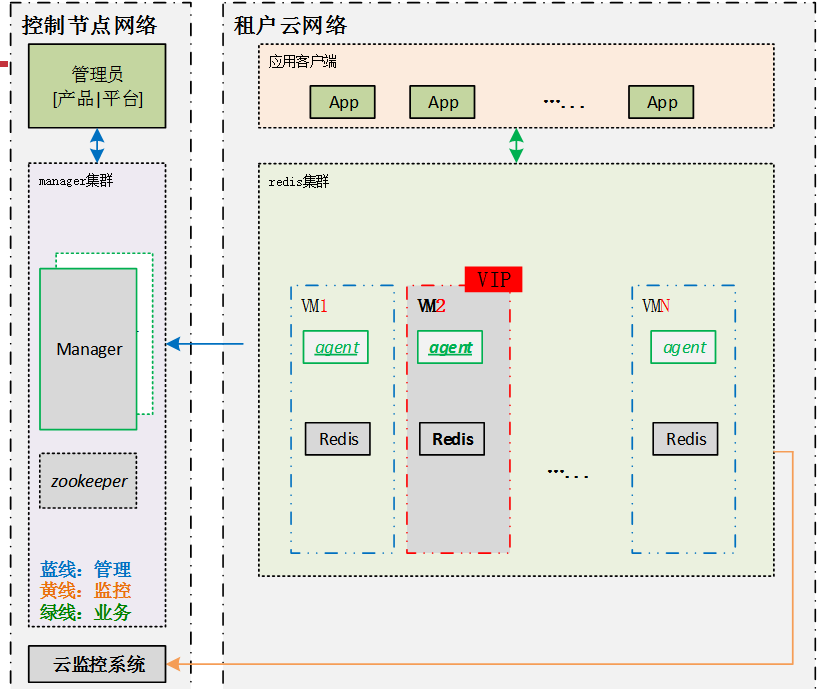 控制节点网络
管理员
[产品|平台]
manager集群
Manager
zookeeper
蓝线：管理
黄线：监控
绿线：业务
云监控系统
租户云网络
应用客户端
App
App
...…
App
redis集群
VIP
VM1
agent
Redis
VM2
agent
Redis
...…
VMN
agent
Redis